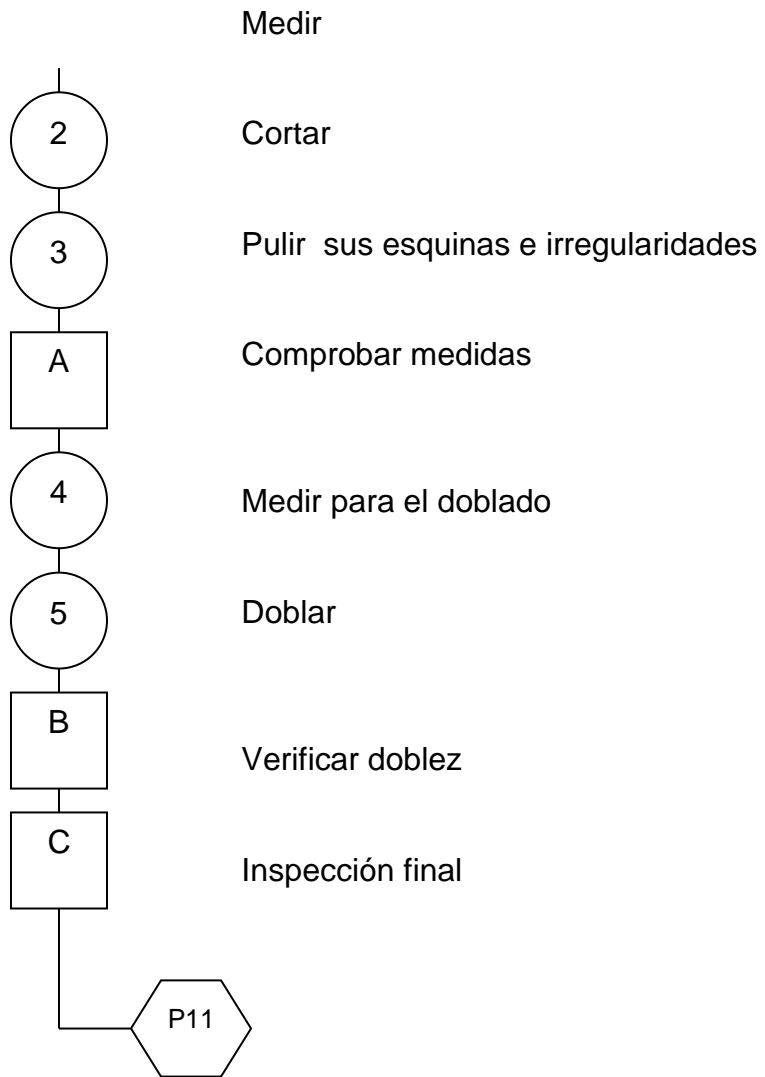 Medir
2 Cortar
3 Pulir  sus esquinas e irregularidades
A Comprobar medidas
4 Medir para el doblado
5 Doblar
B Verificar doblez
C Inspección final
P11